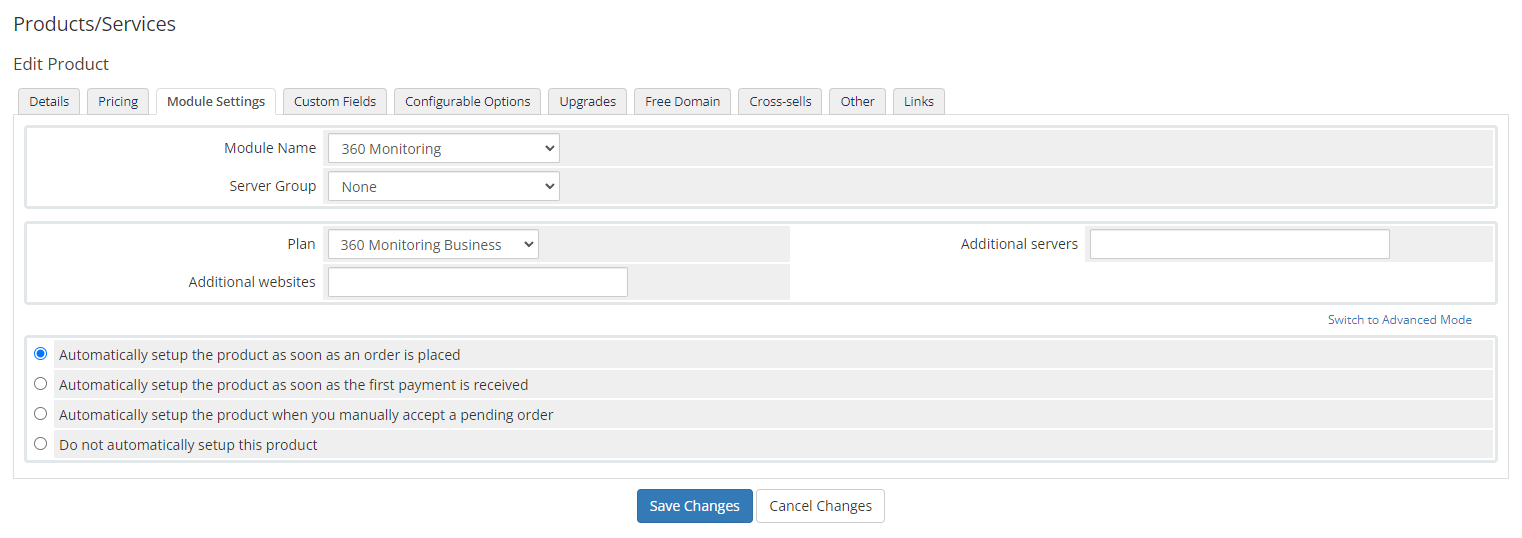 Products/Services
Edit Product
Details Pricing Module Settings Custom Fields Configurable Options Upgrades Free Domain Cross-sells Other Links
Module Name 360 Monitoring
Server Group None
Plan 360 Monitoring Business Additional servers
Additional websites
Switch to Advanced Mode
Automatically setup the product as soon as an order is placed
Automatically setup the product as soon as the first payment is received
Automatically setup the product when you manually accept a pending order
Do not automatically setup this product
Save Changes Cancel Changes